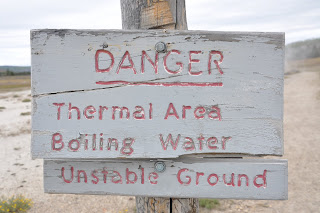 DANGER
Thermal Area
Boiling Water
Unstable Ground